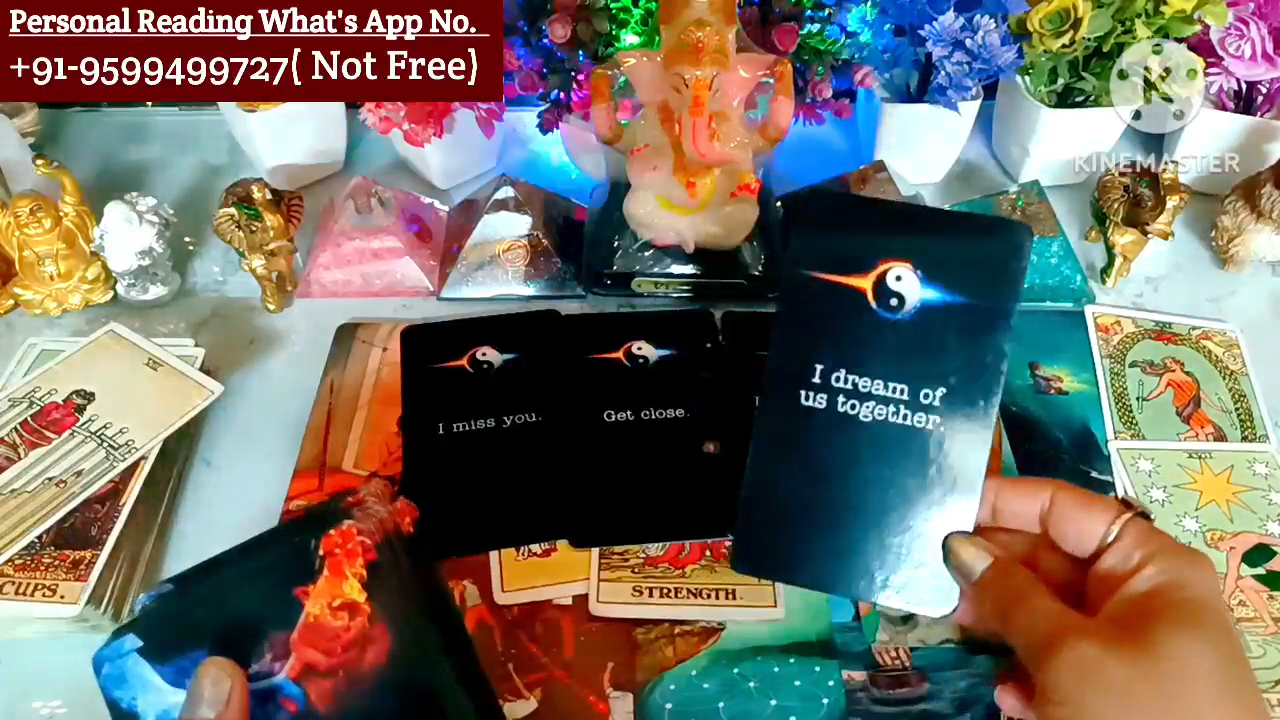 Personal Reading What's App No.
+91-9599499727( Not Free)
K
KINEMASTER
I miss you.
Get close.
I dream of
us together.
CUPS.
STRENGTH.
XVII